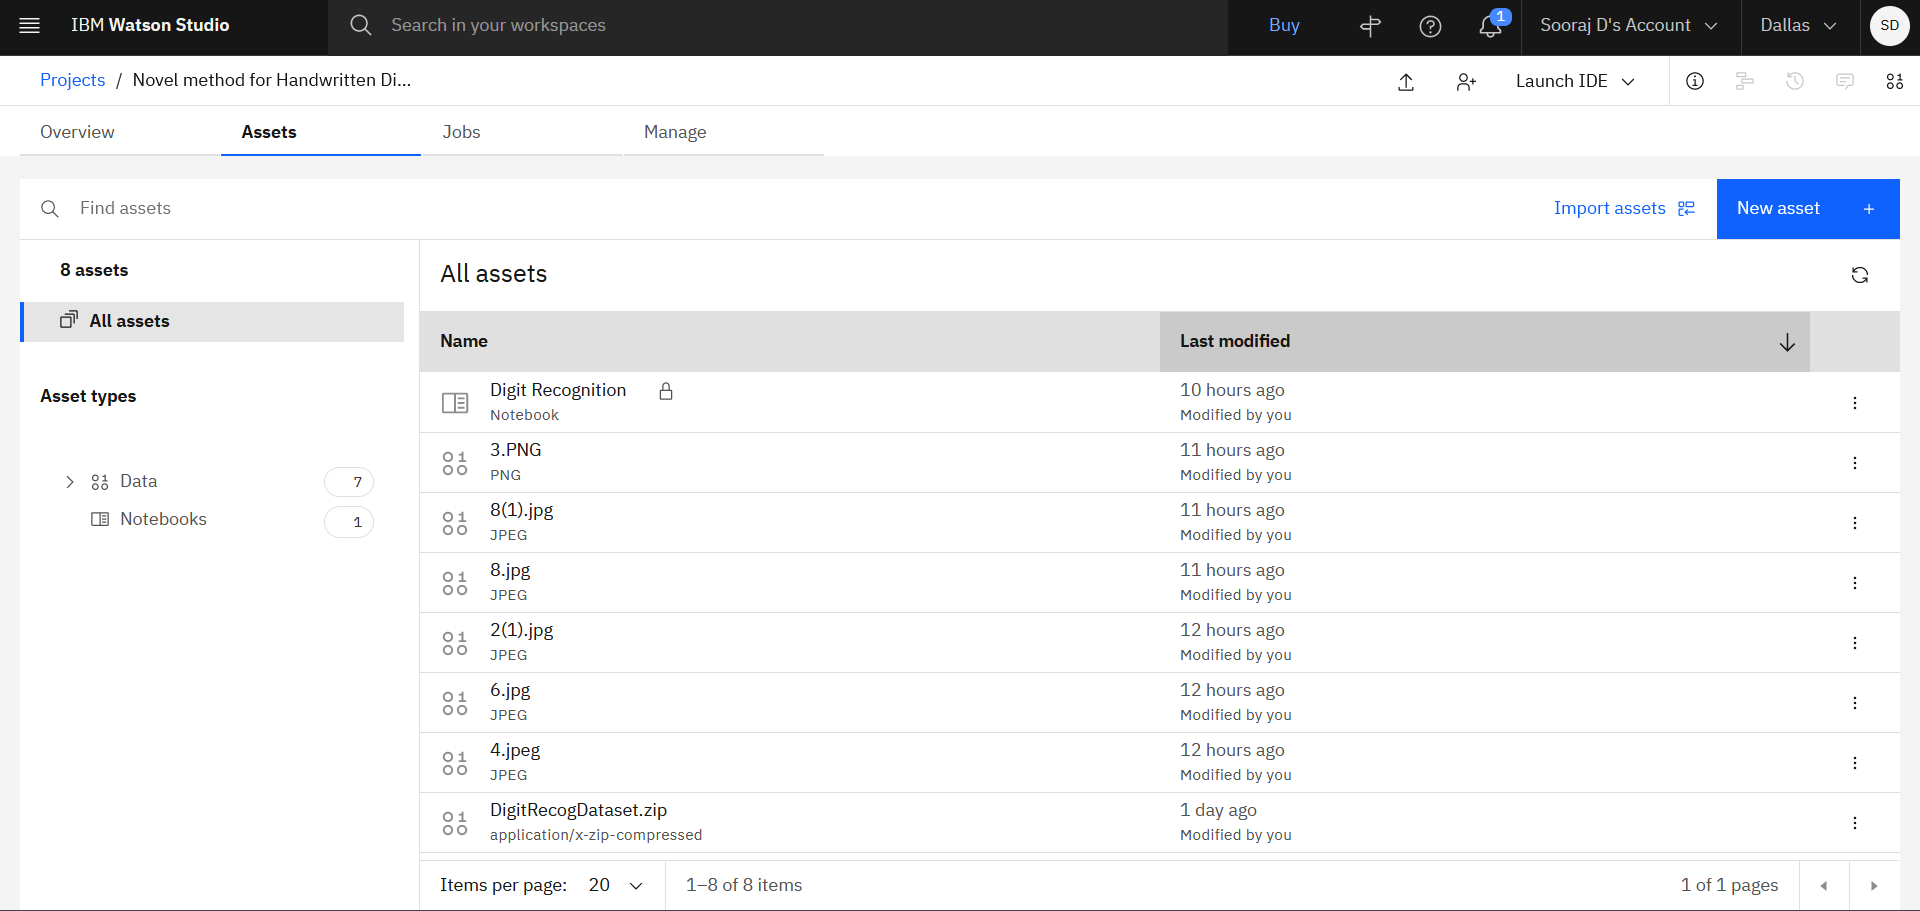 IBM Watson Studio
Search in your workspaces
Buy
1
Sooraj D's Account
Dallas
SD
Projects / Novel method for Handwritten Di...
Launch IDE
Overview
Assets
Jobs
Manage
Find assets
Import assets
New asset +
8 assets
All assets
Asset types
Data 7
Notebooks 1
All assets
Name Last modified
Digit Recognition 10 hours ago
Notebook Modified by you
3.PNG 11 hours ago
PNG Modified by you
8(1).jpg 11 hours ago
JPEG Modified by you
8.jpg 11 hours ago
JPEG Modified by you
2(1).jpg 12 hours ago
JPEG Modified by you
6.jpg 12 hours ago
JPEG Modified by you
4.jpeg 12 hours ago
JPEG Modified by you
DigitRecogDataset.zip 1 day ago
application/x-zip-compressed Modified by you
Items per page: 20 1–8 of 8 items 1 of 1 pages